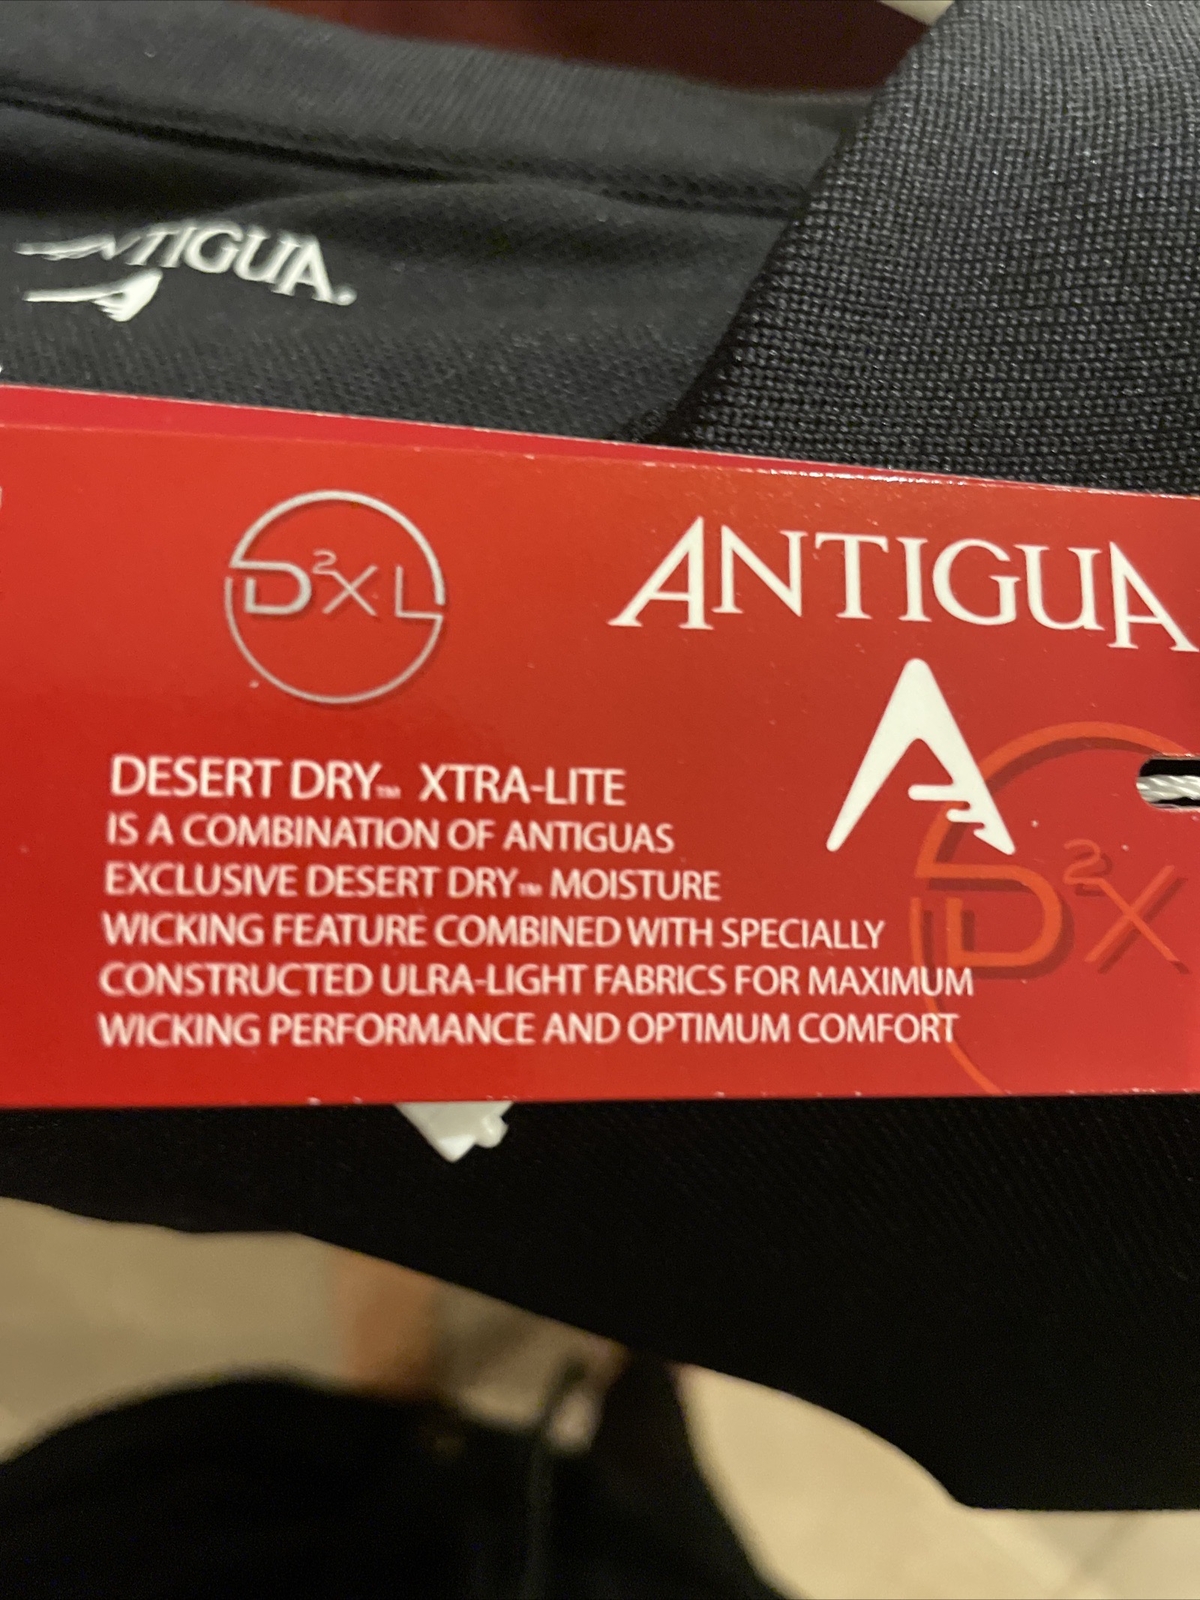 ANTIGUA.
D²XL
ANTIGUA
D²X
DESERT DRY™ XTRA-LITE
IS A COMBINATION OF ANTIGUAS
EXCLUSIVE DESERT DRY™ MOISTURE
WICKING FEATURE COMBINED WITH SPECIALLY
CONSTRUCTED ULRA-LIGHT FABRICS FOR MAXIMUM
WICKING PERFORMANCE AND OPTIMUM COMFORT